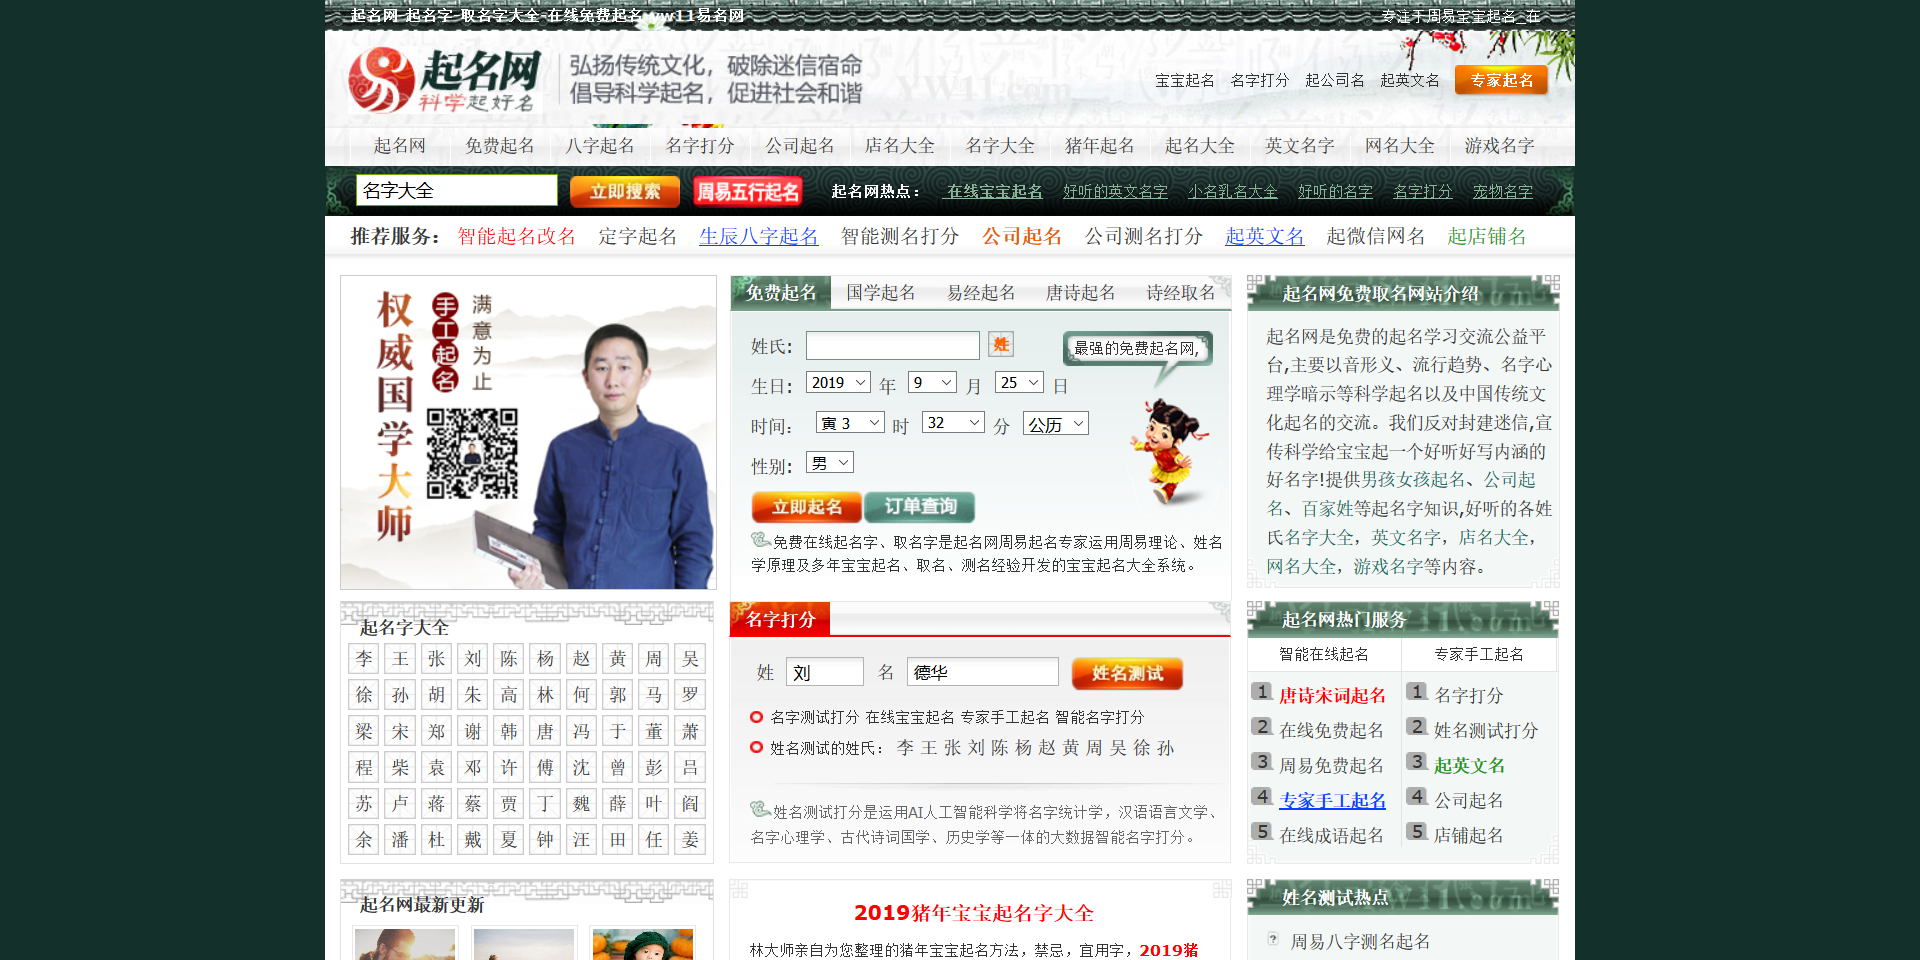 起名网-起名字-取名字大全-在线免费起名-yw11易名网
专注于周易宝宝起名_在
起名网
科学起好名
弘扬传统文化，破除迷信宿命
倡导科学起名，促进社会和谐
宝宝起名 名字打分 起公司名 起英文名 专家起名
起名网 免费起名 八字起名 名字打分 公司起名 店名大全 名字大全 猪年起名 起名大全 英文名字 网名大全 游戏名字
名字大全 立即搜索 周易五行起名 起名网热点： 在线宝宝起名 好听的英文名字 小名乳名大全 好听的名字 名字打分 宠物名字
推荐服务： 智能起名改名 定字起名 生辰八字起名 智能测名打分 公司起名 公司测名打分 起英文名 起微信网名 起店铺名
权威国学大师
手工起名
满意为止
免费起名 国学起名 易经起名 唐诗起名 诗经取名
姓氏: 姓
最强的免费起名网,
生日: 2019 年 9 月 25 日
时间: 寅 3 时 32 分 公历
性别: 男
立即起名 订单查询
免费在线起名字、取名字是起名网周易起名专家运用周易理论、姓名
学原理及多年宝宝起名、取名、测名经验开发的宝宝起名大全系统。
起名网免费取名网站介绍
起名网是免费的起名学习交流公益平
台,主要以音形义、流行趋势、名字心
理学暗示等科学起名以及中国传统文
化起名的交流。我们反对封建迷信,宣
传科学给宝宝起一个好听好写内涵的
好名字!提供男孩女孩起名、公司起
名、百家姓等起名字知识,好听的各姓
氏名字大全，英文名字，店名大全，
网名大全，游戏名字等内容。
起名字大全
李 王 张 刘 陈 杨 赵 黄 周 吴
徐 孙 胡 朱 高 林 何 郭 马 罗
梁 宋 郑 谢 韩 唐 冯 于 董 萧
程 柴 袁 邓 许 傅 沈 曾 彭 吕
苏 卢 蒋 蔡 贾 丁 魏 薛 叶 阎
余 潘 杜 戴 夏 钟 汪 田 任 姜
名字打分
姓 刘 名 德华 姓名测试
名字测试打分 在线宝宝起名 专家手工起名 智能名字打分
姓名测试的姓氏： 李 王 张 刘 陈 杨 赵 黄 周 吴 徐 孙
姓名测试打分是运用AI人工智能科学将名字统计学，汉语语言文学、
名字心理学、古代诗词国学、历史学等一体的大数据智能名字打分。
起名网热门服务
智能在线起名 专家手工起名
1 唐诗宋词起名 1 名字打分
2 在线免费起名 2 姓名测试打分
3 周易免费起名 3 起英文名
4 专家手工起名 4 公司起名
5 在线成语起名 5 店铺起名
起名网最新更新
2019猪年宝宝起名字大全
林大师亲自为您整理的猪年宝宝起名方法，禁忌，宜用字，2019猪
姓名测试热点
周易八字测名起名